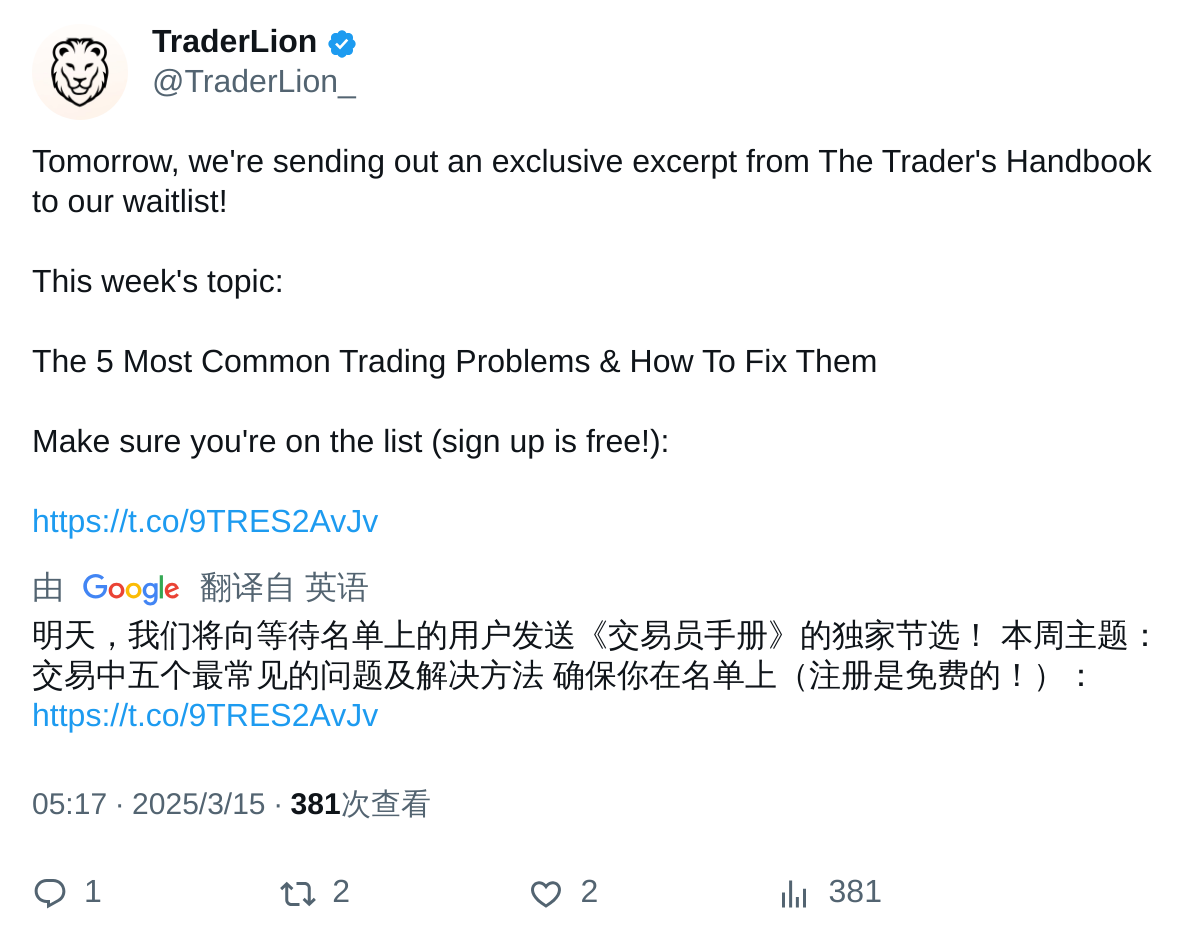 TraderLion
@TraderLion_
Tomorrow, we're sending out an exclusive excerpt from The Trader's Handbook
to our waitlist!
This week's topic:
The 5 Most Common Trading Problems & How To Fix Them
Make sure you're on the list (sign up is free!):
https://t.co/9TRES2AvJv
由 Google 翻译自 英语
明天，我们将向等待名单上的用户发送《交易员手册》的独家节选！ 本周主题：
交易中五个最常见的问题及解决方法 确保你在名单上（注册是免费的！）：
https://t.co/9TRES2AvJv
05:17 · 2025/3/15 · 381次查看
1 2 2 381